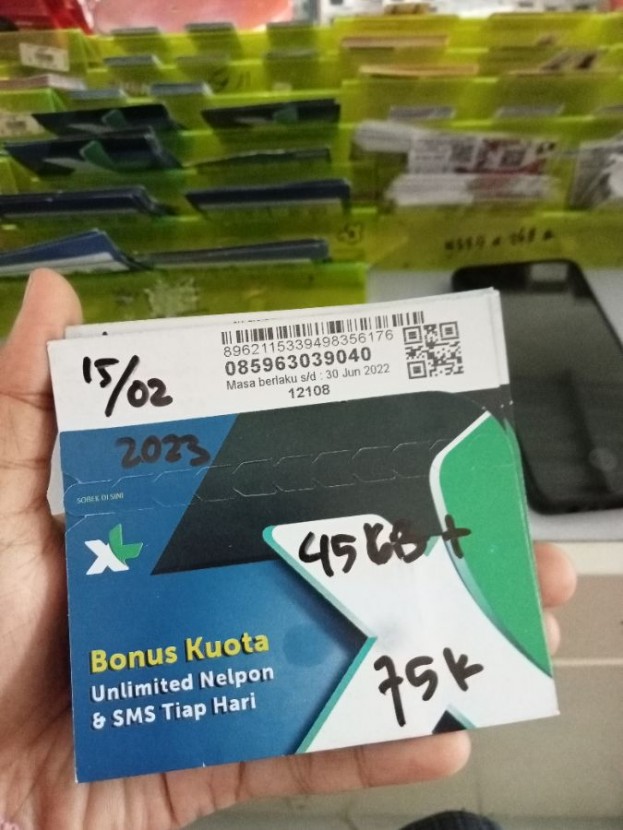 8962115339498356176
085963039040
Masa berlaku s/d : 30 Jun 2022
12108
15/02
2023
SOBEK DI SINI
XL
45GB+
75k
Bonus Kuota
Unlimited Nelpon
& SMS Tiap Hari